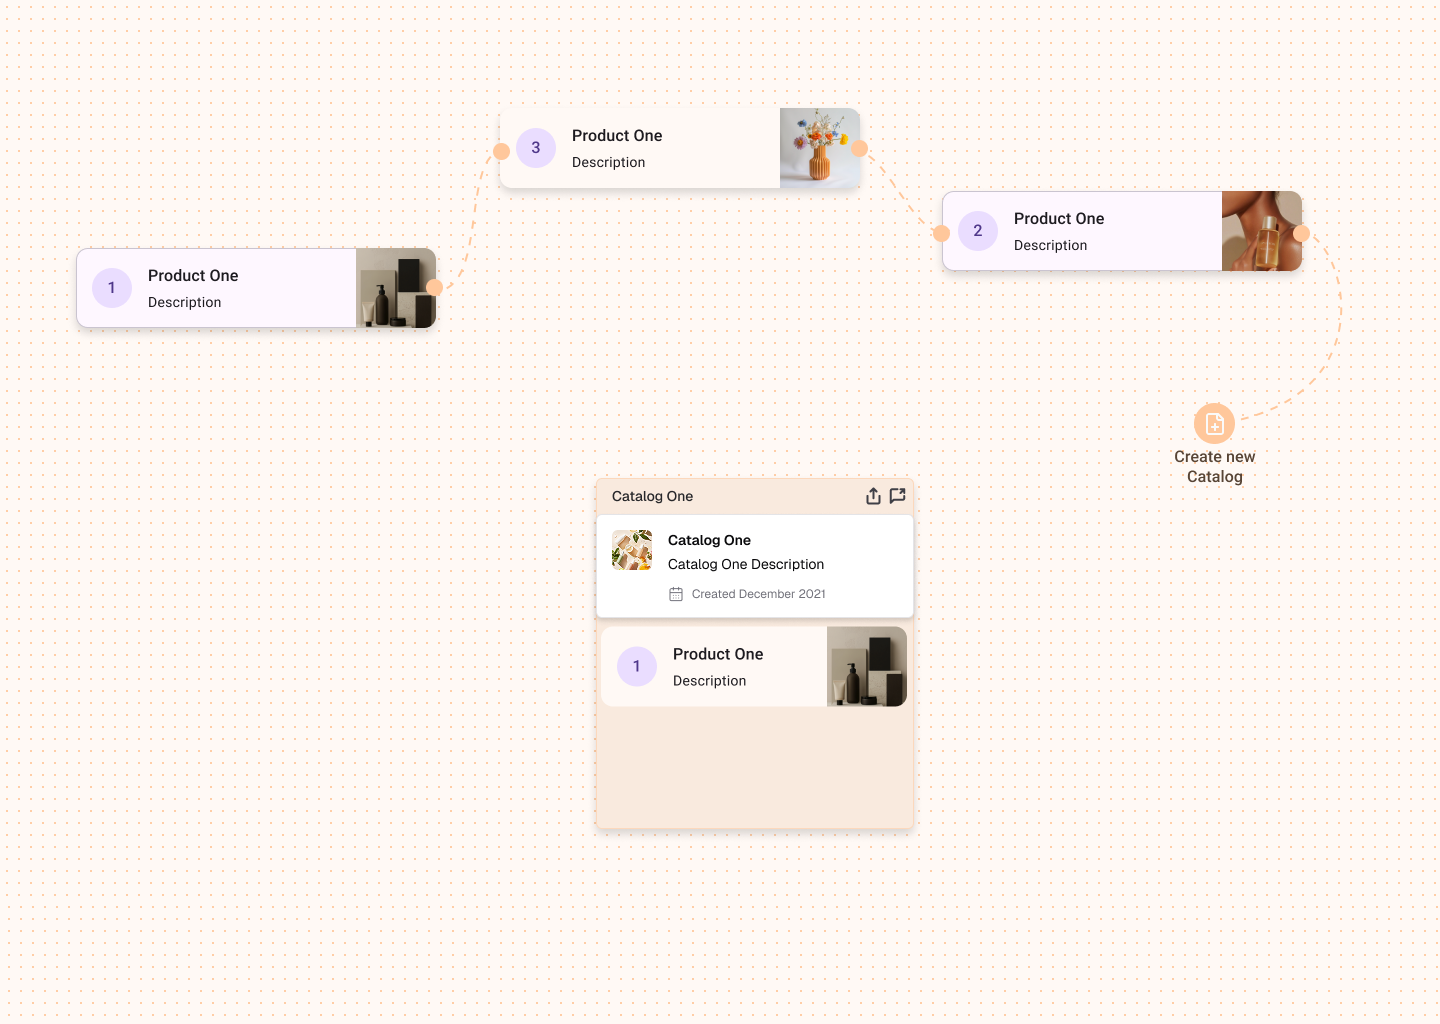 3
Product One
Description
2
Product One
Description
1
Product One
Description
Create new
Catalog
Catalog One
Catalog One
Catalog One Description
Created December 2021
1
Product One
Description